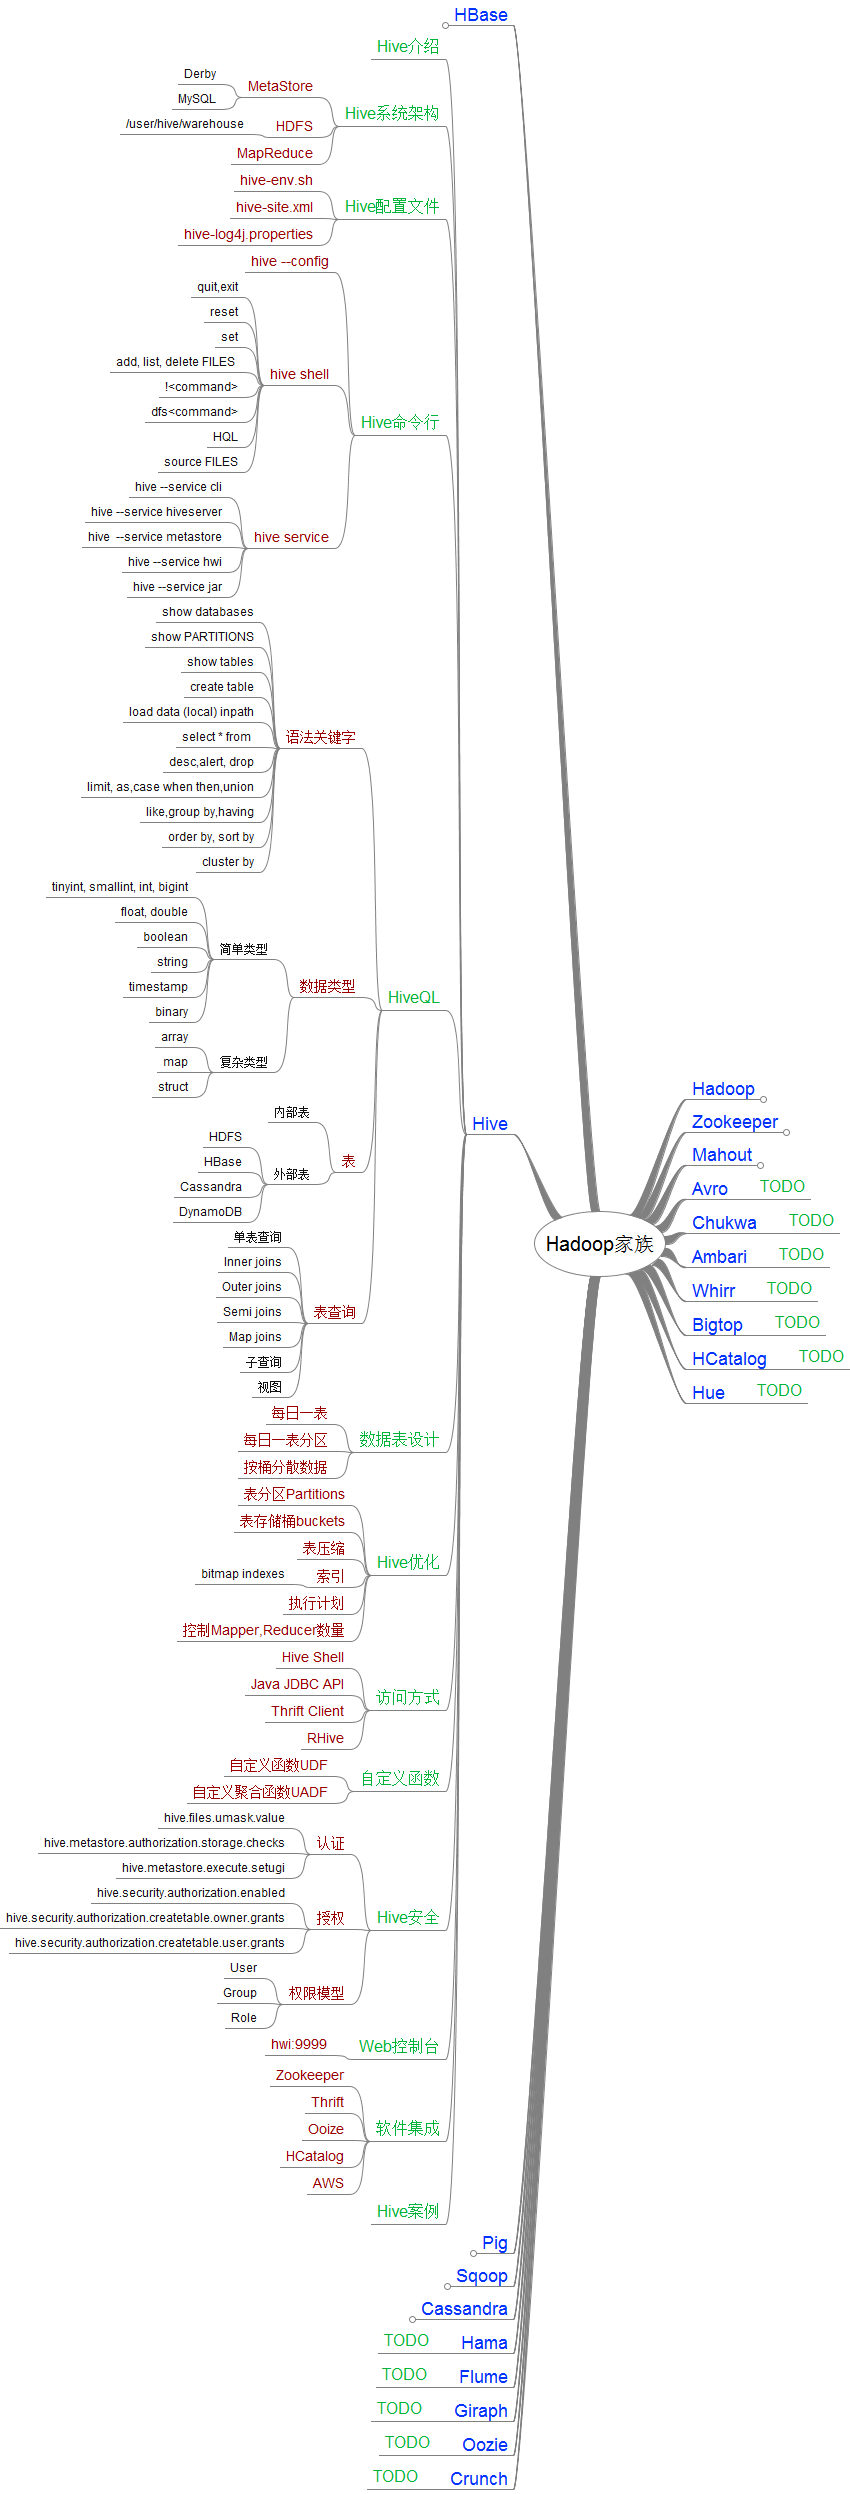 HBase
Hive介绍
Derby
MetaStore
MySQL
Hive系统架构
/user/hive/warehouse
HDFS
MapReduce
hive-env.sh
hive-site.xml
Hive配置文件
hive-log4j.properties
hive --config
quit,exit
reset
set
add, list, delete FILES
hive shell
!<command>
dfs<command>
Hive命令行
HQL
source FILES
hive --service cli
hive --service hiveserver
hive  --service metastore
hive service
hive --service hwi
hive --service jar
show databases
show PARTITIONS
show tables
create table
load data (local) inpath
select * from
语法关键字
desc,alert, drop
limit, as,case when then,union
like,group by,having
order by, sort by
cluster by
tinyint, smallint, int, bigint
float, double
boolean
简单类型
string
timestamp
数据类型
binary
HiveQL
array
map
复杂类型
struct
内部表
HDFS
表
HBase
外部表
Cassandra
DynamoDB
单表查询
Inner joins
Outer joins
Semi joins
表查询
Map joins
子查询
视图
Hive
每日一表
每日一表分区
数据表设计
按桶分散数据
表分区Partitions
表存储桶buckets
表压缩
Hive优化
bitmap indexes
索引
执行计划
控制Mapper,Reducer数量
Hive Shell
Java JDBC API
访问方式
Thrift Client
RHive
自定义函数UDF
自定义函数
自定义聚合函数UADF
hive.files.umask.value
hive.metastore.authorization.storage.checks
认证
hive.metastore.execute.setugi
hive.security.authorization.enabled
hive.security.authorization.createtable.owner.grants
授权
Hive安全
hive.security.authorization.createtable.user.grants
User
Group
权限模型
Role
hwi:9999
Web控制台
Zookeeper
Thrift
Ooize
软件集成
HCatalog
AWS
Hive案例
Pig
Sqoop
Cassandra
TODO Hama
TODO Flume
TODO Giraph
TODO Oozie
TODO Crunch
Hadoop家族
Hadoop
Zookeeper
Mahout
Avro TODO
Chukwa TODO
Ambari TODO
Whirr TODO
Bigtop TODO
HCatalog TODO
Hue TODO